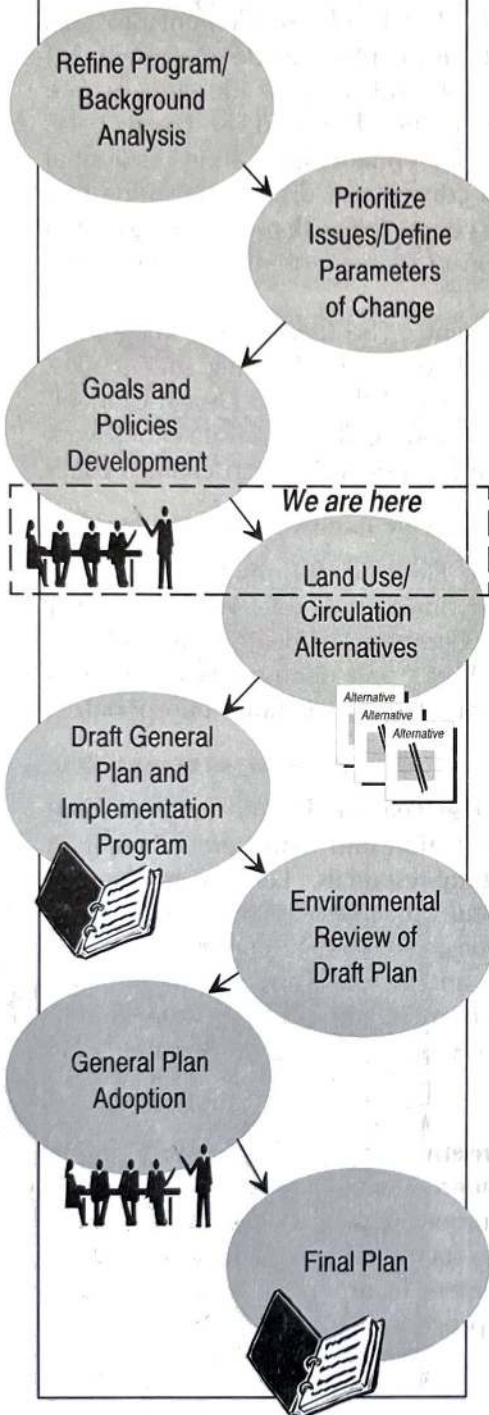 Refine Program/
Background
Analysis
Prioritize
Issues/Define
Parameters
of Change
Goals and
Policies
Development
We are here
Land Use/
Circulation
Alternatives
Alternative
Alternative
Alternative
Draft General
Plan and
Implementation
Program
Environmental
Review of
Draft Plan
General Plan
Adoption
Final Plan